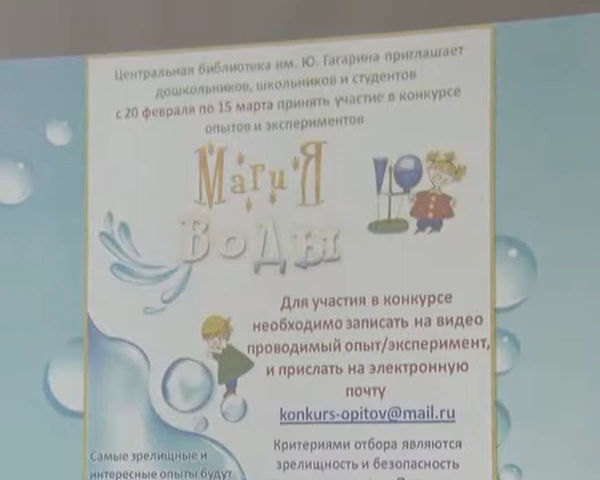 Центральная библиотека им. Ю. Гагарина приглашает
дошкольников, школьников и студентов
с 20 февраля по 15 марта принять участие в конкурсе
опытов и экспериментов
МагиЯ
ВоДы
Для участия в конкурсе
необходимо записать на видео
проводимый опыт/эксперимент,
и прислать на электронную
почту
konkurs-opitov@mail.ru
Критериями отбора являются
зрелищность и безопасность
Самые зрелищные и
интересные опыты будут